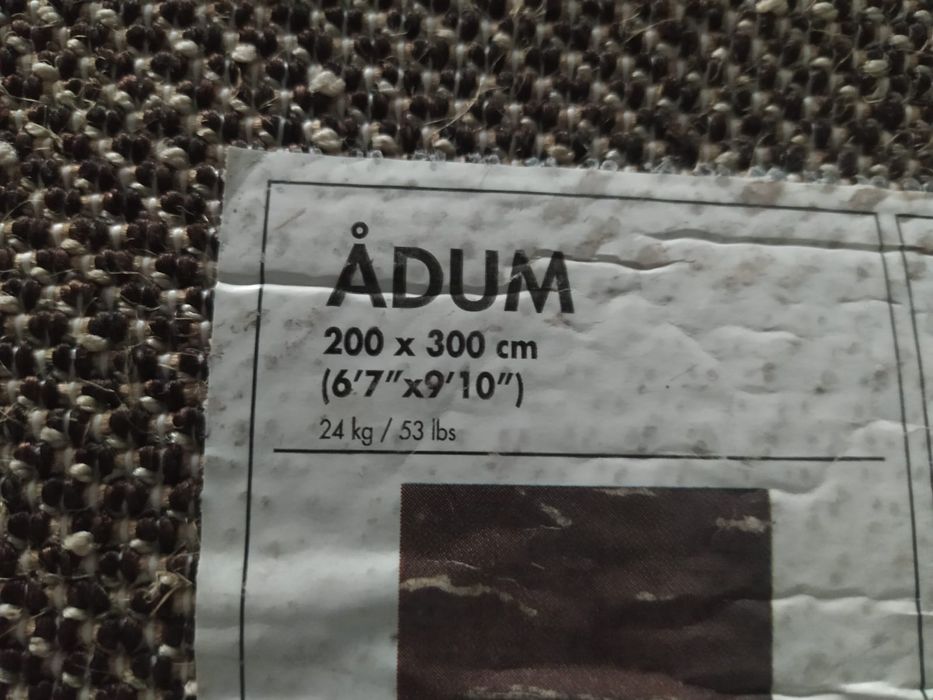 ÅDUM
200 x 300 cm
(6'7"x9'10")
24 kg / 53 lbs